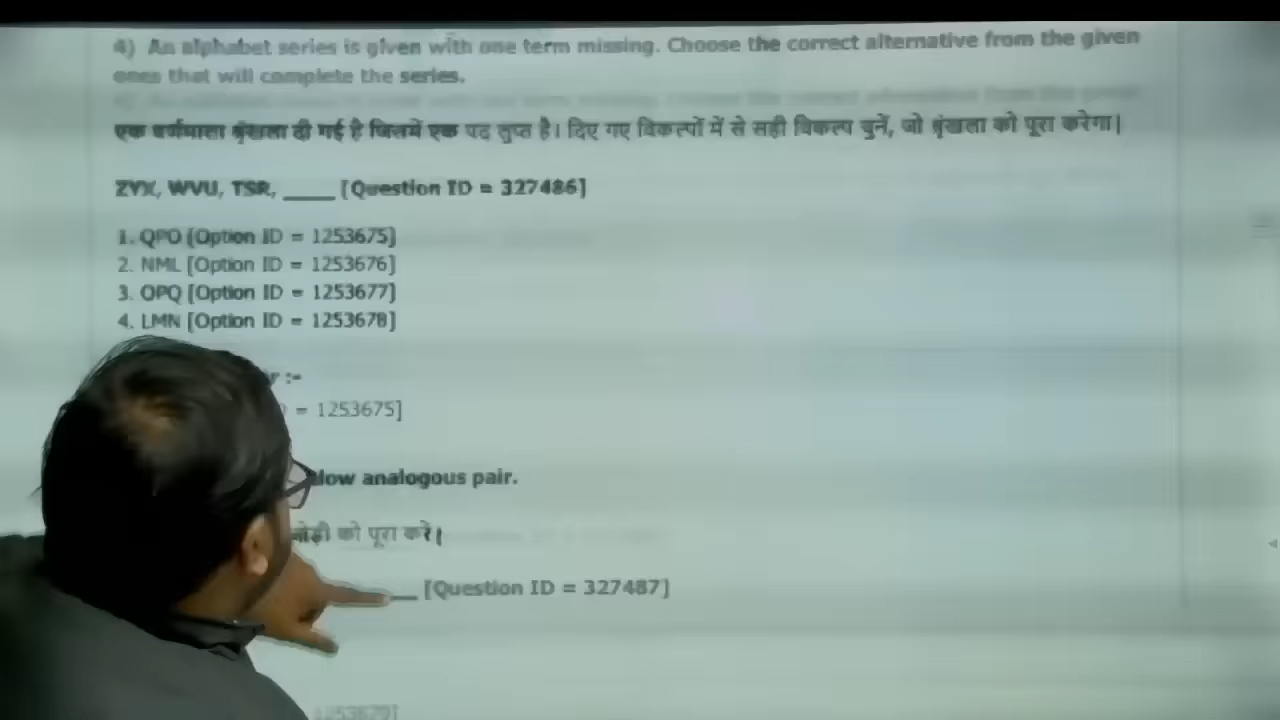 4) An alphabet series is given with one term missing. Choose the correct alternative from the given
ones that will complete the series.
एक वर्णमाला श्रृंखला दी गई है जिसमें एक पद लुप्त है। दिए गए विकल्पों में से सही विकल्प चुनें, जो श्रृंखला को पूरा करेगा|
ZYX, WVU, TSR, ____ [Question ID = 327486]
1. QPO [Option ID = 1253675]
2. NML [Option ID = 1253676]
3. OPQ [Option ID = 1253677]
4. LMN [Option ID = 1253678]
:-
= 1253675]
analogous pair.
को पूरा करें|
__ [Question ID = 327487]
1253679]